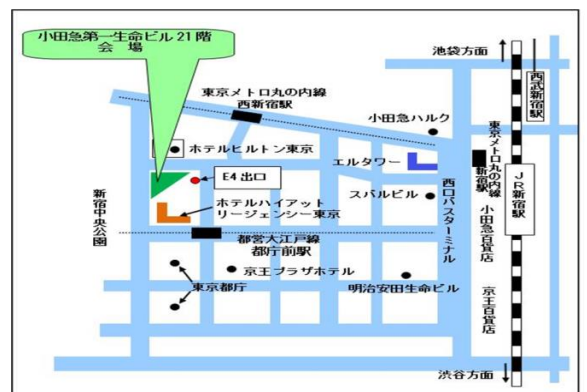 小田急第一生命ビル21階
会　場
池袋方面
西武新宿駅
東京メトロ丸の内線
西新宿駅
小田急ハルク
ホテルヒルトン東京
エルタワー
東京メトロ丸の内線
新宿駅
JR新宿駅
E4出口
スバルビル
西口バスターミナル
小田急百貨店
新宿中央公園
ホテルハイアット
リージェンシー東京
都営大江戸線
都庁前駅
京王プラザホテル
明治安田生命ビル
京王百貨店
東京都庁
渋谷方面